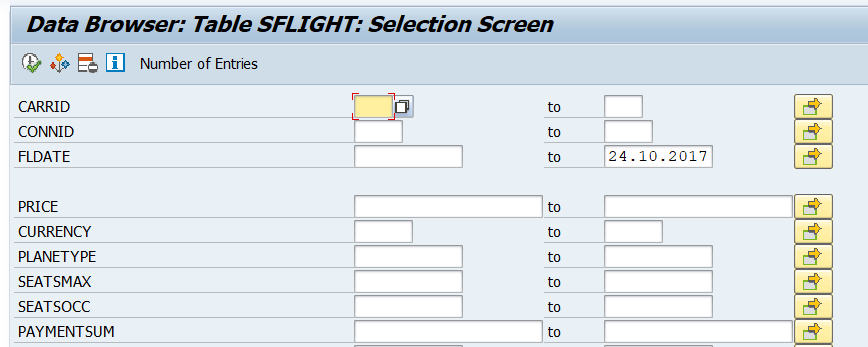 Data Browser: Table SFLIGHT: Selection Screen
Number of Entries
CARRID to
CONNID to
FLDATE to 24.10.2017
PRICE to
CURRENCY to
PLANETYPE to
SEATSMAX to
SEATSOCC to
PAYMENTSUM to